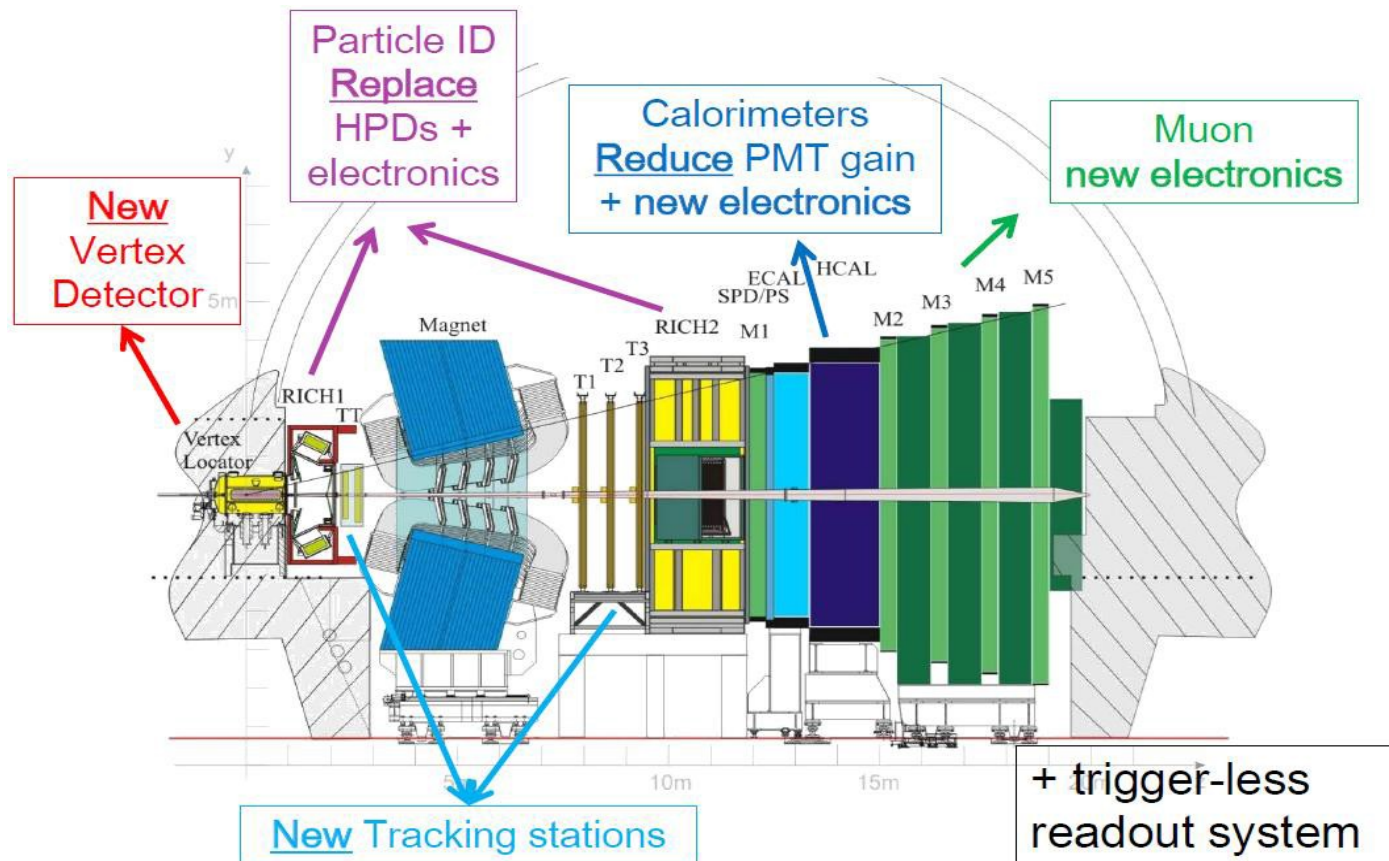 Particle ID
Replace
HPDs +
electronics
Calorimeters
Reduce PMT gain
+ new electronics
Muon
new electronics
New
Vertex
Detector
y
5m
Magnet
RICH1
TT
Vertex
Locator
T1
T2
T3
RICH2
M1
SPD/PS
ECAL
HCAL
M2
M3
M4
M5
5m
10m
15m
20m
z
New Tracking stations
+ trigger-less
readout system